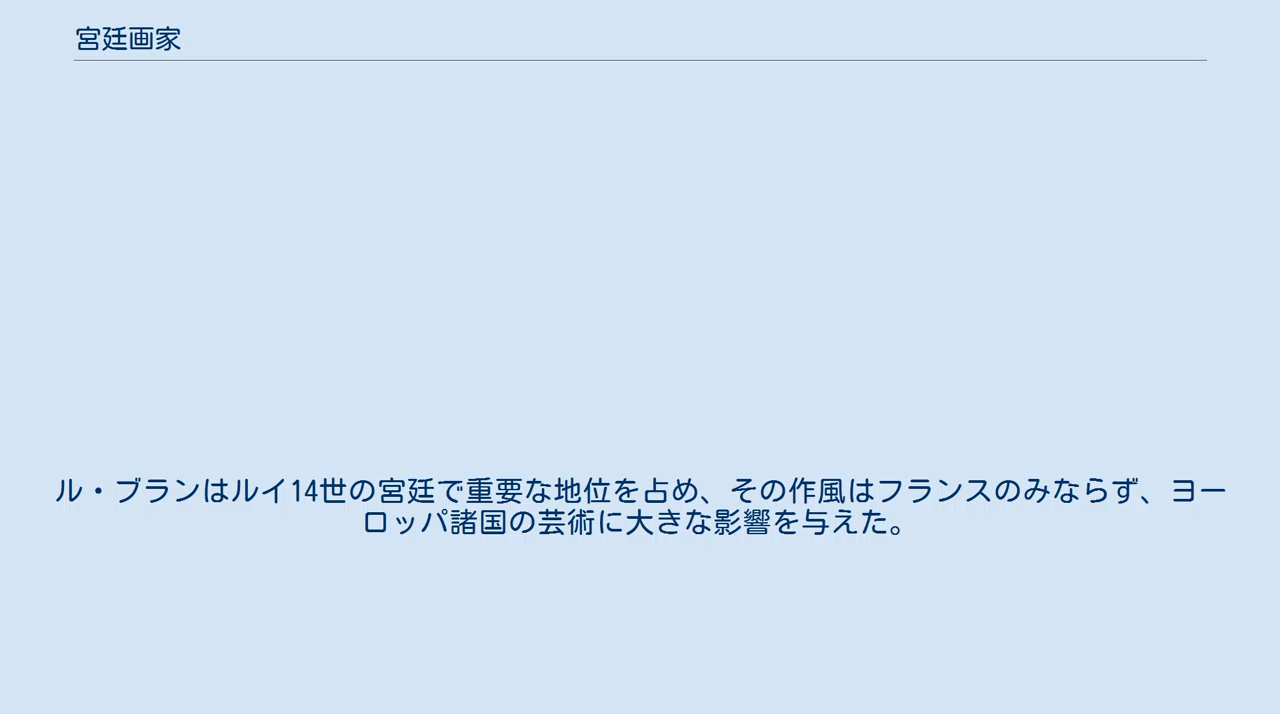 宮廷画家
ル・ブランはルイ14世の宮廷で重要な地位を占め、その作風はフランスのみならず、ヨー
ロッパ諸国の芸術に大きな影響を与えた。